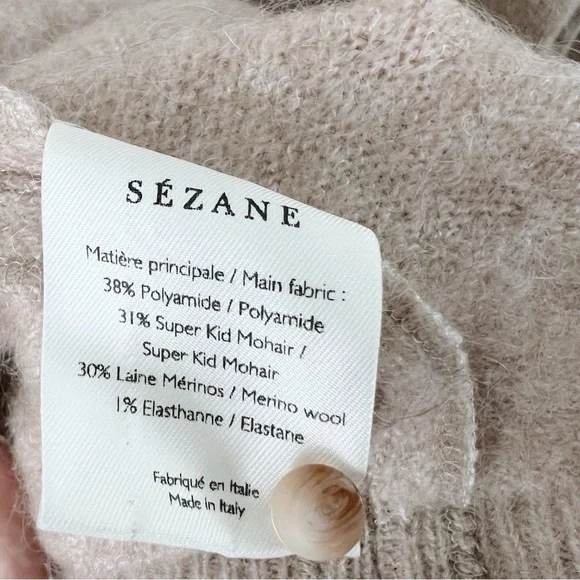 SÉZANE
Matière principale / Main fabric :
38% Polyamide / Polyamide
31% Super Kid Mohair /
Super Kid Mohair
30% Laine Mérinos / Merino wool
1% Elasthanne / Elastane
Fabriqué en Italie
Made in Italy